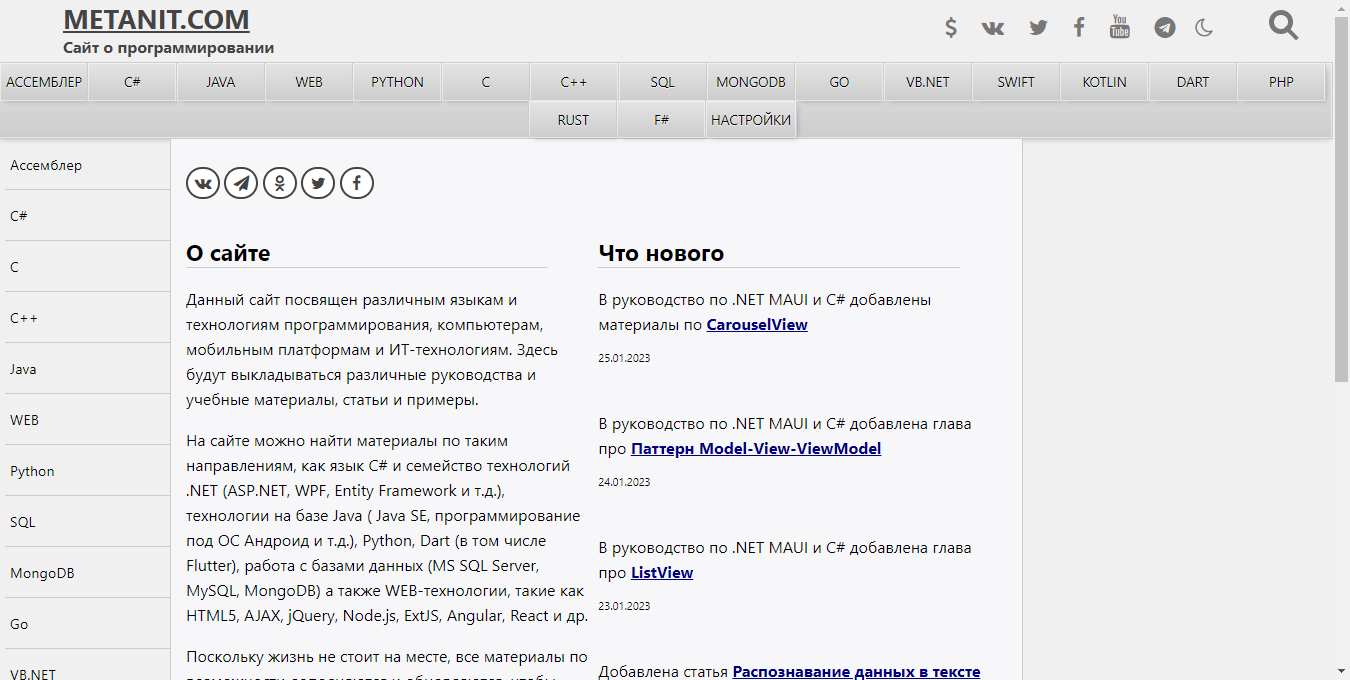 METANIT.COM
Сайт о программировании
$
You
Tube
АССЕМБЛЕР C# JAVA WEB PYTHON C C++ SQL MONGODB GO VB.NET SWIFT KOTLIN DART PHP
RUST F# НАСТРОЙКИ
Ассемблер
C#
C
C++
Java
WEB
Python
SQL
MongoDB
Go
VB.NET
О сайте
Данный сайт посвящен различным языкам и
технологиям программирования, компьютерам,
мобильным платформам и ИТ-технологиям. Здесь
будут выкладываться различные руководства и
учебные материалы, статьи и примеры.
На сайте можно найти материалы по таким
направлениям, как язык C# и семейство технологий
.NET (ASP.NET, WPF, Entity Framework и т.д.),
технологии на базе Java ( Java SE, программирование
под ОС Андроид и т.д.), Python, Dart (в том числе
Flutter), работа с базами данных (MS SQL Server,
MySQL, MongoDB) а также WEB-технологии, такие как
HTML5, AJAX, jQuery, Node.js, ExtJS, Angular, React и др.
Поскольку жизнь не стоит на месте, все материалы по
Что нового
В руководство по .NET MAUI и C# добавлены
материалы по CarouselView
25.01.2023
В руководство по .NET MAUI и C# добавлена глава
про Паттерн Model-View-ViewModel
24.01.2023
В руководство по .NET MAUI и C# добавлена глава
про ListView
23.01.2023
Добавлена статья Распознавание данных в тексте